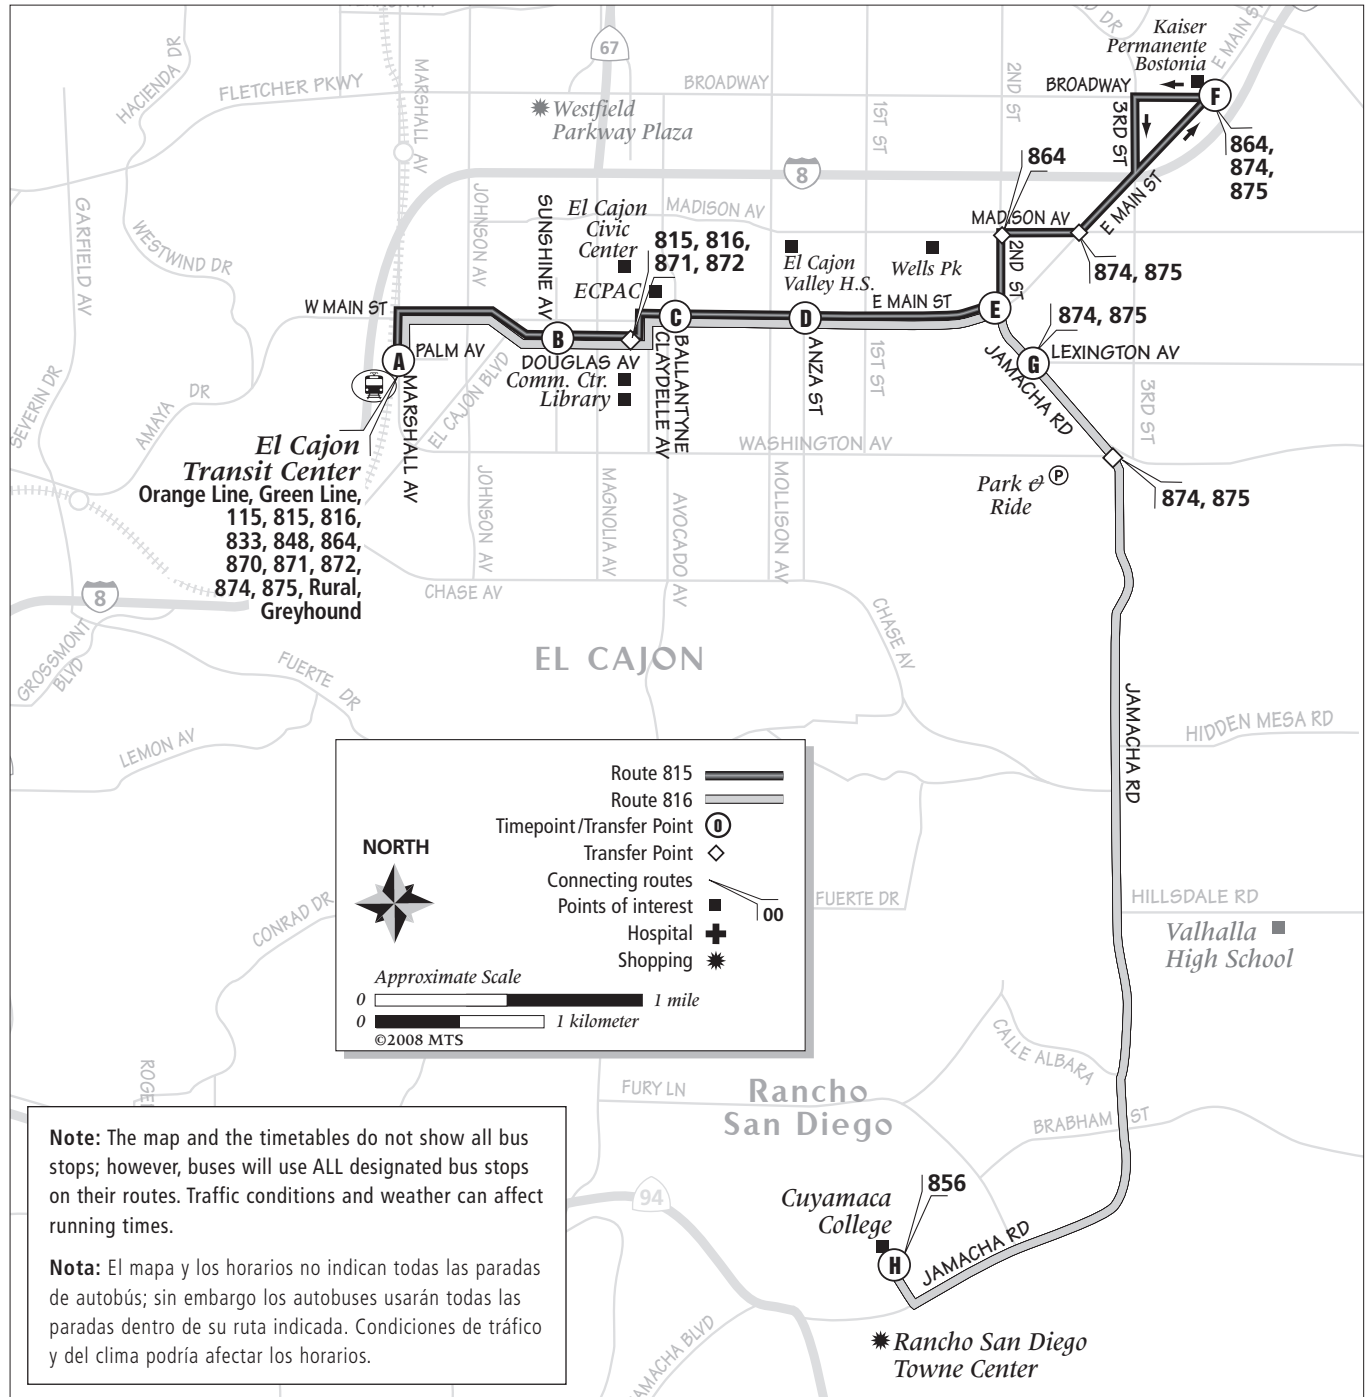 Kaiser
Permanente
Bostonia
E MAIN ST
67
HACIENDA DR
FLETCHER PKWY
MARSHALL AV
BROADWAY
1ST ST
2ND ST
BROADWAY
3RD ST
F
Westfield
Parkway Plaza
864,
874,
875
8
864
GARFIELD AV
WESTWIND DR
JOHNSON AV
SUNSHINE AV
El Cajon
Civic
Center
MADISON AV
815, 816,
871, 872
El Cajon
Valley H.S.
Wells Pk
MADISON AV
E MAIN ST
2ND ST
874, 875
W MAIN ST
ECPAC
E MAIN ST
A
B
C
D
E
G
PALM AV
DOUGLAS AV
Comm. Ctr.
Library
EL CAJON BLVD
CLAYDELLE AV
BALLANTYNE
ANZA ST
1ST ST
874, 875
LEXINGTON AV
JAMACHA RD
3RD ST
SEVERIN DR
AMAYA DR
MARSHALL AV
WASHINGTON AV
El Cajon
Transit Center
Orange Line, Green Line,
115, 815, 816,
833, 848, 864,
870, 871, 872,
874, 875, Rural,
Greyhound
JOHNSON AV
MAGNOLIA AV
AVOCADO AV
MOLLISON AV
Park & Ride
P
874, 875
8
CHASE AV
CHASE AV
GROSSMONT
BLVD
FUERTE DR
EL CAJON
LEMON AV
JAMACHA RD
HIDDEN MESA RD
Route 815
Route 816
Timepoint/Transfer Point
0
Transfer Point
Connecting routes
00
Points of interest
Hospital
Shopping
NORTH
Approximate Scale
0 1 mile
0 1 kilometer
©2008 MTS
CONRAD DR
FUERTE DR
HILLSDALE RD
Valhalla
High School
CALLE ALBARA
FURY LN
Rancho
San Diego
BRABHAM ST
94
Cuyamaca
College
856
H
JAMACHA RD
Rancho San Diego
Towne Center
Note: The map and the timetables do not show all bus
stops; however, buses will use ALL designated bus stops
on their routes. Traffic conditions and weather can affect
running times.
Nota: El mapa y los horarios no indican todas las paradas
de autobús; sin embargo los autobuses usarán todas las
paradas dentro de su ruta indicada. Condiciones de tráfico
y del clima podría afectar los horarios.